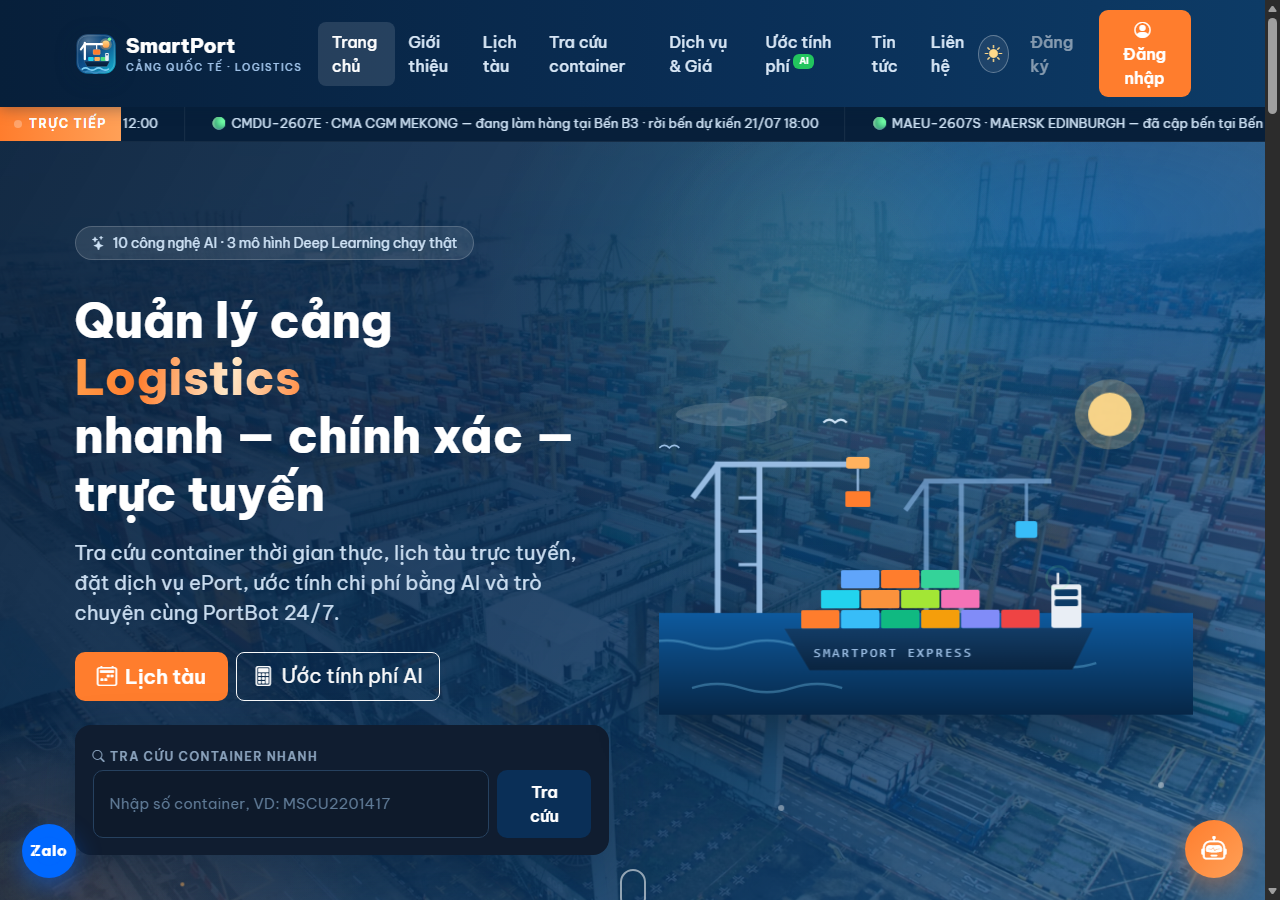 SmartPort
CẢNG QUỐC TẾ · LOGISTICS
Trang chủ
Giới thiệu
Lịch tàu
Tra cứu container
Dịch vụ & Giá
Ước tính phí AI
Tin tức
Liên hệ
Đăng ký
Đăng nhập
TRỰC TIẾP
12:00
CMDU-2607E · CMA CGM MEKONG — đang làm hàng tại Bến B3 · rời bến dự kiến 21/07 18:00
MAEU-2607S · MAERSK EDINBURGH — đã cập bến tại Bến
10 công nghệ AI · 3 mô hình Deep Learning chạy thật
Quản lý cảng
Logistics
nhanh — chính xác —
trực tuyến
Tra cứu container thời gian thực, lịch tàu trực tuyến,
đặt dịch vụ ePort, ước tính chi phí bằng AI và trò
chuyện cùng PortBot 24/7.
Lịch tàu
Ước tính phí AI
SMARTPORT EXPRESS
TRA CỨU CONTAINER NHANH
Nhập số container, VD: MSCU2201417
Tra cứu
Zalo